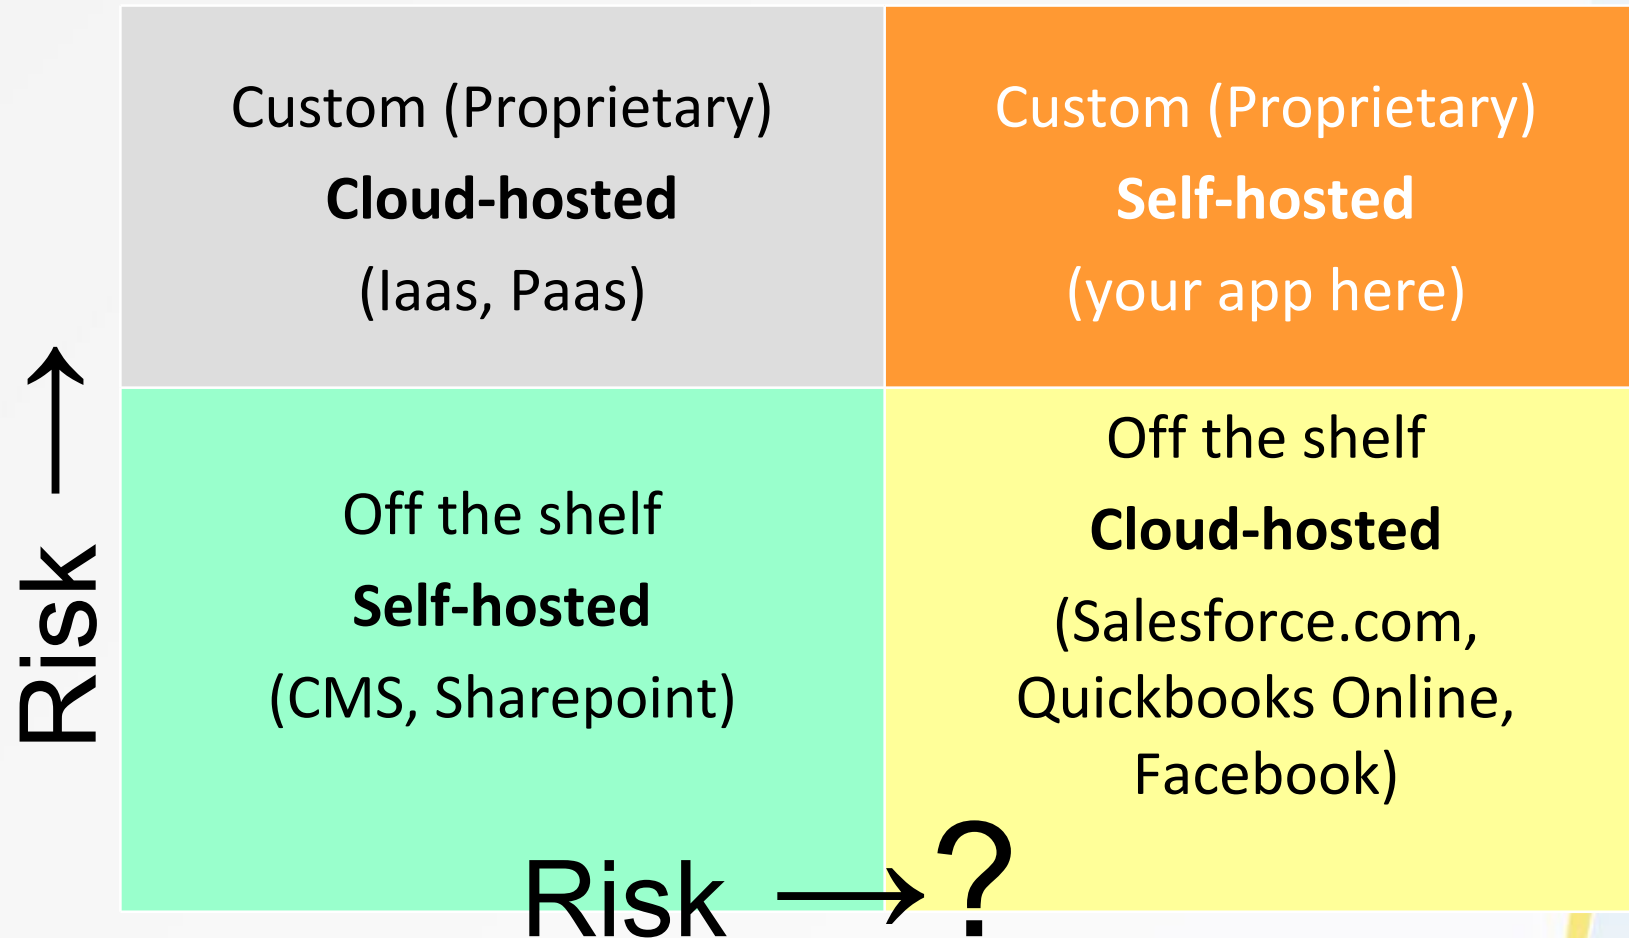 Custom (Proprietary)
Cloud-hosted
(Iaas, Paas)
Custom (Proprietary)
Self-hosted
(your app here)
Off the shelf
Self-hosted
(CMS, Sharepoint)
Off the shelf
Cloud-hosted
(Salesforce.com,
Quickbooks Online,
Facebook)
Risk →
Risk →?